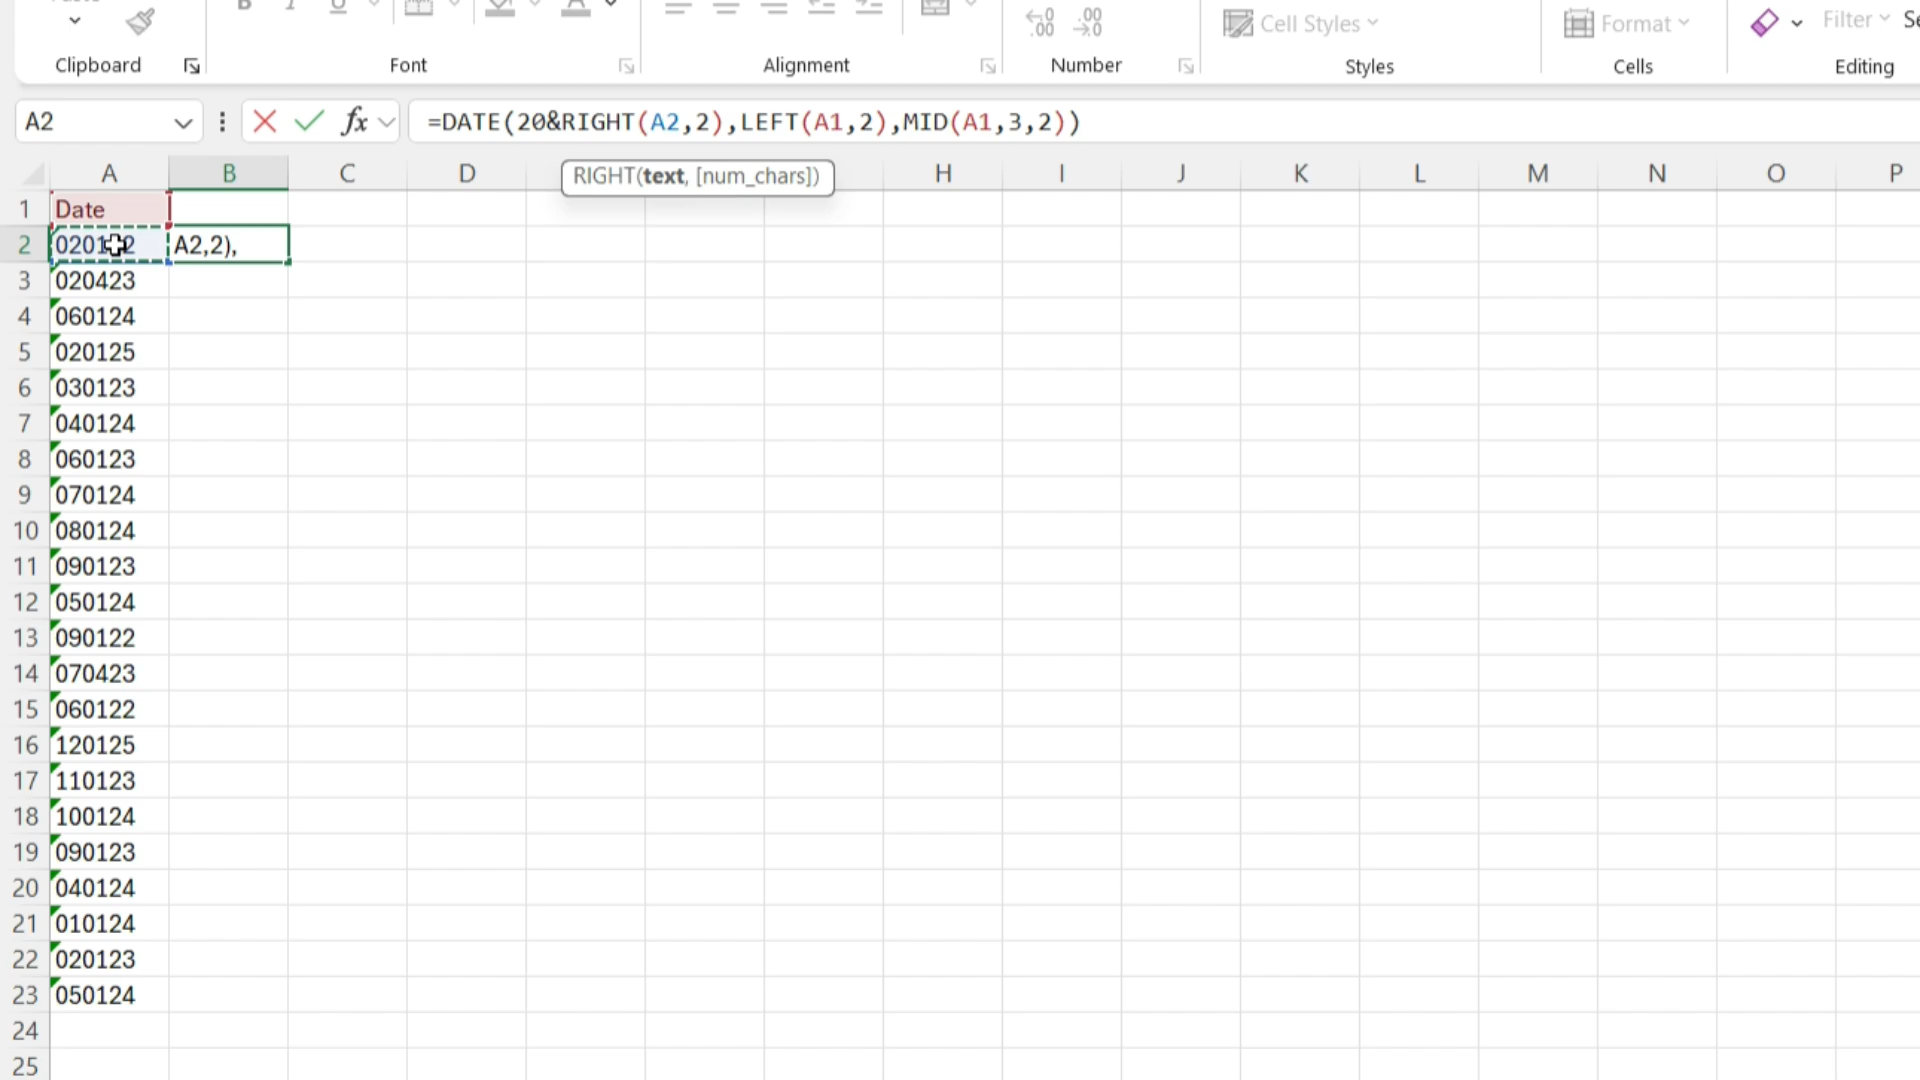 Clipboard
Font
Alignment
Number
Cell Styles
Styles
Format
Cells
Filter
Editing
A2
fx
=DATE(20&RIGHT(A2,2),LEFT(A1,2),MID(A1,3,2))
RIGHT(text, [num_chars])
A B C D H I J K L M N O P
1 Date
2 A2,2),
3 020423
4 060124
5 020125
6 030123
7 040124
8 060123
9 070124
10 080124
11 090123
12 050124
13 090122
14 070423
15 060122
16 120125
17 110123
18 100124
19 090123
20 040124
21 010124
22 020123
23 050124
24
25